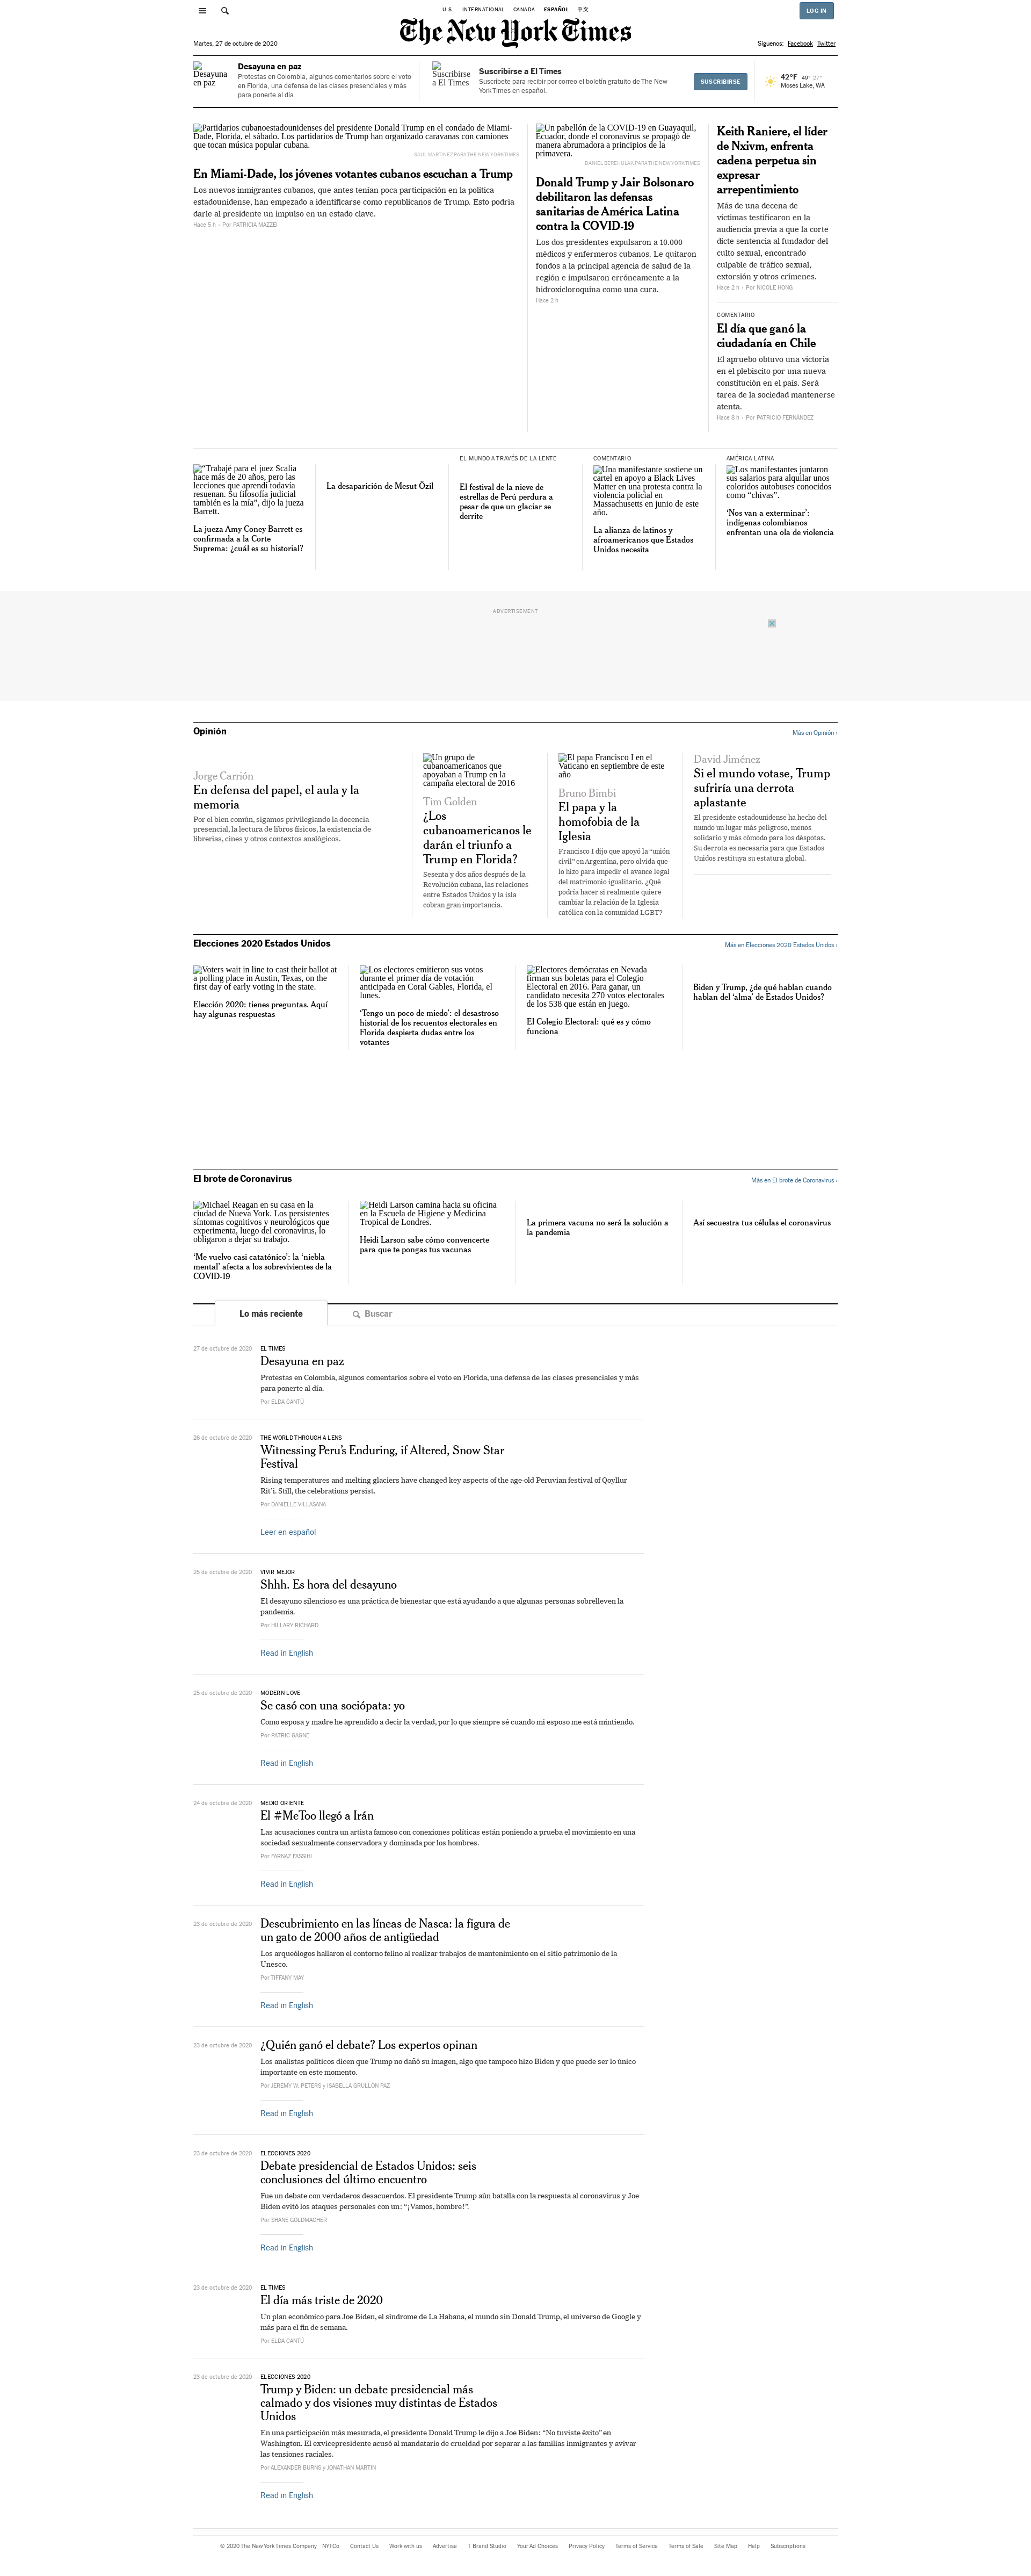 U.S. INTERNATIONAL CANADA ESPAÑOL 中文
LOG IN
The New York Times
Martes, 27 de octubre de 2020
Síguenos: Facebook Twitter
Desayuna en paz
Desayuna en paz
Protestas en Colombia, algunos comentarios sobre el voto
en Florida, una defensa de las clases presenciales y más
para ponerte al día.
Suscribirse
a El Times
Suscribirse a El Times
Suscríbete para recibir por correo el boletín gratuito de The New
York Times en español.
SUSCRIBIRSE
42°F 49° 27°
Moses Lake, WA
Partidarios cubanoestadounidenses del presidente Donald Trump en el condado de Miami-
Dade, Florida, el sábado. Los partidarios de Trump han organizado caravanas con camiones
que tocan música popular cubana.
SAUL MARTINEZ PARA THE NEW YORK TIMES
En Miami-Dade, los jóvenes votantes cubanos escuchan a Trump
Los nuevos inmigrantes cubanos, que antes tenían poca participación en la política
estadounidense, han empezado a identificarse como republicanos de Trump. Esto podría
darle al presidente un impulso en un estado clave.
Hace 5 h - Por PATRICIA MAZZEI
Un pabellón de la COVID-19 en Guayaquil,
Ecuador, donde el coronavirus se propagó de
manera abrumadora a principios de la
primavera.
DANIEL BEREHULAK PARA THE NEW YORK TIMES
Donald Trump y Jair Bolsonaro
debilitaron las defensas
sanitarias de América Latina
contra la COVID-19
Los dos presidentes expulsaron a 10.000
médicos y enfermeros cubanos. Le quitaron
fondos a la principal agencia de salud de la
región e impulsaron erróneamente a la
hidroxicloroquina como una cura.
Hace 2 h
Keith Raniere, el líder
de Nxivm, enfrenta
cadena perpetua sin
expresar
arrepentimiento
Más de una decena de
víctimas testificaron en la
audiencia previa a que la corte
dicte sentencia al fundador del
culto sexual, encontrado
culpable de tráfico sexual,
extorsión y otros crímenes.
Hace 2 h - Por NICOLE HONG
COMENTARIO
El día que ganó la
ciudadanía en Chile
El apruebo obtuvo una victoria
en el plebiscito por una nueva
constitución en el país. Será
tarea de la sociedad mantenerse
atenta.
Hace 8 h - Por PATRICIO FERNÁNDEZ
“Trabajé para el juez Scalia
hace más de 20 años, pero las
lecciones que aprendí todavía
resuenan. Su filosofía judicial
también es la mía”, dijo la jueza
Barrett.
La jueza Amy Coney Barrett es
confirmada a la Corte
Suprema: ¿cuál es su historial?
La desaparición de Mesut Özil
EL MUNDO A TRAVÉS DE LA LENTE
El festival de la nieve de
estrellas de Perú perdura a
pesar de que un glaciar se
derrite
COMENTARIO
Una manifestante sostiene un
cartel en apoyo a Black Lives
Matter en una protesta contra la
violencia policial en
Massachusetts en junio de este
año.
La alianza de latinos y
afroamericanos que Estados
Unidos necesita
AMÉRICA LATINA
Los manifestantes juntaron
sus salarios para alquilar unos
coloridos autobuses conocidos
como “chivas”.
‘Nos van a exterminar’:
indígenas colombianos
enfrentan una ola de violencia
ADVERTISEMENT
Opinión
Más en Opinión ›
Jorge Carrión
En defensa del papel, el aula y la
memoria
Por el bien común, sigamos privilegiando la docencia
presencial, la lectura de libros físicos, la existencia de
librerías, cines y otros contextos analógicos.
Un grupo de
cubanoamericanos que
apoyaban a Trump en la
campaña electoral de 2016
Tim Golden
¿Los
cubanoamericanos le
darán el triunfo a
Trump en Florida?
Sesenta y dos años después de la
Revolución cubana, las relaciones
entre Estados Unidos y la isla
cobran gran importancia.
El papa Francisco I en el
Vaticano en septiembre de este
año
Bruno Bimbi
El papa y la
homofobia de la
Iglesia
Francisco I dijo que apoyó la “unión
civil” en Argentina, pero olvida que
lo hizo para impedir el avance legal
del matrimonio igualitario. ¿Qué
podría hacer si realmente quiere
cambiar la relación de la Iglesia
católica con la comunidad LGBT?
David Jiménez
Si el mundo votase, Trump
sufriría una derrota
aplastante
El presidente estadounidense ha hecho del
mundo un lugar más peligroso, menos
solidario y más cómodo para los déspotas.
Su derrota es necesaria para que Estados
Unidos restituya su estatura global.
Elecciones 2020 Estados Unidos
Más en Elecciones 2020 Estados Unidos ›
Voters wait in line to cast their ballot at
a polling place in Austin, Texas, on the
first day of early voting in the state.
Elección 2020: tienes preguntas. Aquí
hay algunas respuestas
Los electores emitieron sus votos
durante el primer día de votación
anticipada en Coral Gables, Florida, el
lunes.
‘Tengo un poco de miedo’: el desastroso
historial de los recuentos electorales en
Florida despierta dudas entre los
votantes
Electores demócratas en Nevada
firman sus boletas para el Colegio
Electoral en 2016. Para ganar, un
candidato necesita 270 votos electorales
de los 538 que están en juego.
El Colegio Electoral: qué es y cómo
funciona
Biden y Trump, ¿de qué hablan cuando
hablan del ‘alma’ de Estados Unidos?
El brote de Coronavirus
Más en El brote de Coronavirus ›
Michael Reagan en su casa en la
ciudad de Nueva York. Los persistentes
síntomas cognitivos y neurológicos que
experimenta, luego del coronavirus, lo
obligaron a dejar su trabajo.
‘Me vuelvo casi catatónico’: la ‘niebla
mental’ afecta a los sobrevivientes de la
COVID-19
Heidi Larson camina hacia su oficina
en la Escuela de Higiene y Medicina
Tropical de Londres.
Heidi Larson sabe cómo convencerte
para que te pongas tus vacunas
La primera vacuna no será la solución a
la pandemia
Así secuestra tus células el coronavirus
Lo más reciente
Buscar
27 de octubre de 2020 EL TIMES
Desayuna en paz
Protestas en Colombia, algunos comentarios sobre el voto en Florida, una defensa de las clases presenciales y más
para ponerte al día.
Por ELDA CANTÚ
26 de octubre de 2020 THE WORLD THROUGH A LENS
Witnessing Peru’s Enduring, if Altered, Snow Star
Festival
Rising temperatures and melting glaciers have changed key aspects of the age-old Peruvian festival of Qoyllur
Rit’i. Still, the celebrations persist.
Por DANIELLE VILLASANA
Leer en español
25 de octubre de 2020 VIVIR MEJOR
Shhh. Es hora del desayuno
El desayuno silencioso es una práctica de bienestar que está ayudando a que algunas personas sobrelleven la
pandemia.
Por HILLARY RICHARD
Read in English
25 de octubre de 2020 MODERN LOVE
Se casó con una sociópata: yo
Como esposa y madre he aprendido a decir la verdad, por lo que siempre sé cuando mi esposo me está mintiendo.
Por PATRIC GAGNE
Read in English
24 de octubre de 2020 MEDIO ORIENTE
El #MeToo llegó a Irán
Las acusaciones contra un artista famoso con conexiones políticas están poniendo a prueba el movimiento en una
sociedad sexualmente conservadora y dominada por los hombres.
Por FARNAZ FASSIHI
Read in English
23 de octubre de 2020
Descubrimiento en las líneas de Nasca: la figura de
un gato de 2000 años de antigüedad
Los arqueólogos hallaron el contorno felino al realizar trabajos de mantenimiento en el sitio patrimonio de la
Unesco.
Por TIFFANY MAY
Read in English
23 de octubre de 2020
¿Quién ganó el debate? Los expertos opinan
Los analistas políticos dicen que Trump no dañó su imagen, algo que tampoco hizo Biden y que puede ser lo único
importante en este momento.
Por JEREMY W. PETERS y ISABELLA GRULLÓN PAZ
Read in English
23 de octubre de 2020 ELECCIONES 2020
Debate presidencial de Estados Unidos: seis
conclusiones del último encuentro
Fue un debate con verdaderos desacuerdos. El presidente Trump aún batalla con la respuesta al coronavirus y Joe
Biden evitó los ataques personales con un: “¡Vamos, hombre!”.
Por SHANE GOLDMACHER
Read in English
23 de octubre de 2020 EL TIMES
El día más triste de 2020
Un plan económico para Joe Biden, el síndrome de La Habana, el mundo sin Donald Trump, el universo de Google y
más para el fin de semana.
Por ELDA CANTÚ
23 de octubre de 2020 ELECCIONES 2020
Trump y Biden: un debate presidencial más
calmado y dos visiones muy distintas de Estados
Unidos
En una participación más mesurada, el presidente Donald Trump le dijo a Joe Biden: “No tuviste éxito” en
Washington. El exvicepresidente acusó al mandatario de crueldad por separar a las familias inmigrantes y avivar
las tensiones raciales.
Por ALEXANDER BURNS y JONATHAN MARTIN
Read in English
© 2020 The New York Times Company NYTCo Contact Us Work with us Advertise T Brand Studio Your Ad Choices Privacy Policy Terms of Service Terms of Sale Site Map Help Subscriptions